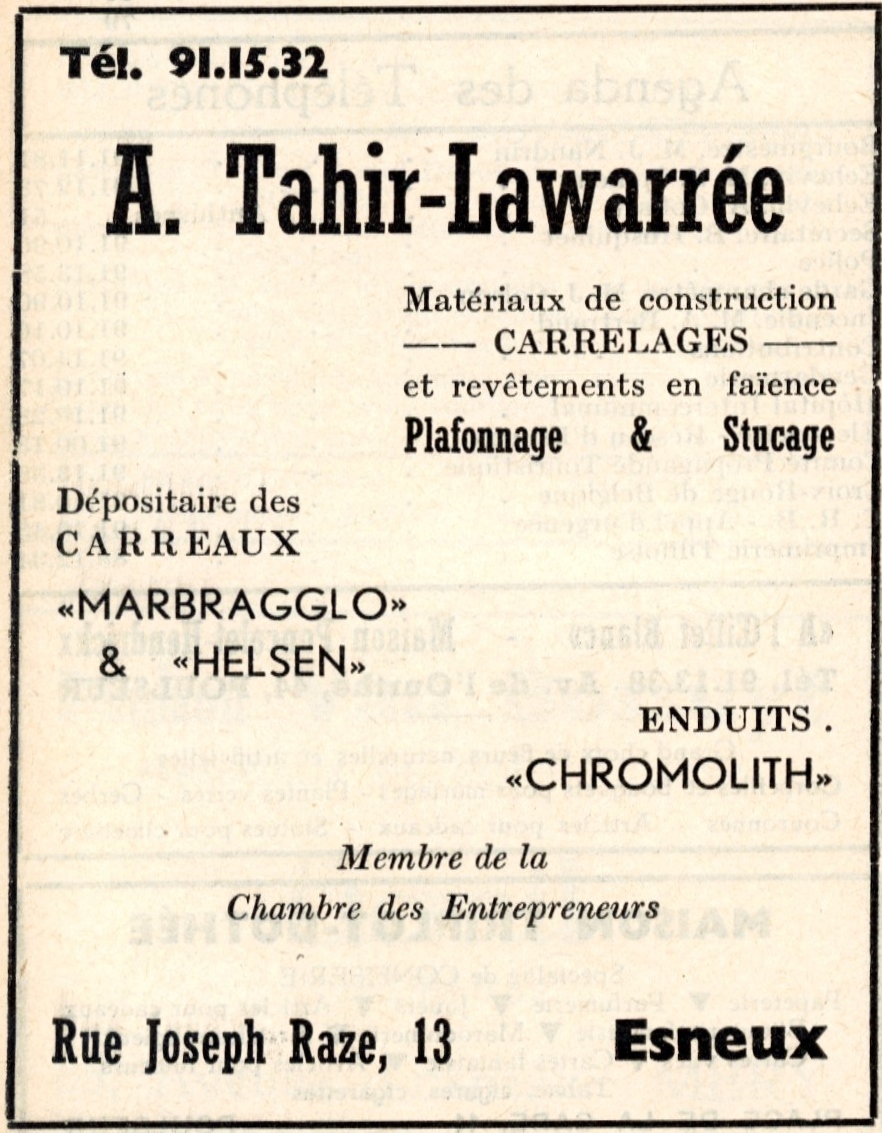 Tél. 91.15.32
A. Tahir-Lawarrée
Matériaux de construction
—— CARRELAGES ——
et revêtements en faïence
Plafonnage & Stucage
Dépositaire des
CARREAUX
«MARBRAGGLO»
& «HELSEN»
ENDUITS .
«CHROMOLITH»
Membre de la
Chambre des Entrepreneurs
Rue Joseph Raze, 13 Esneux